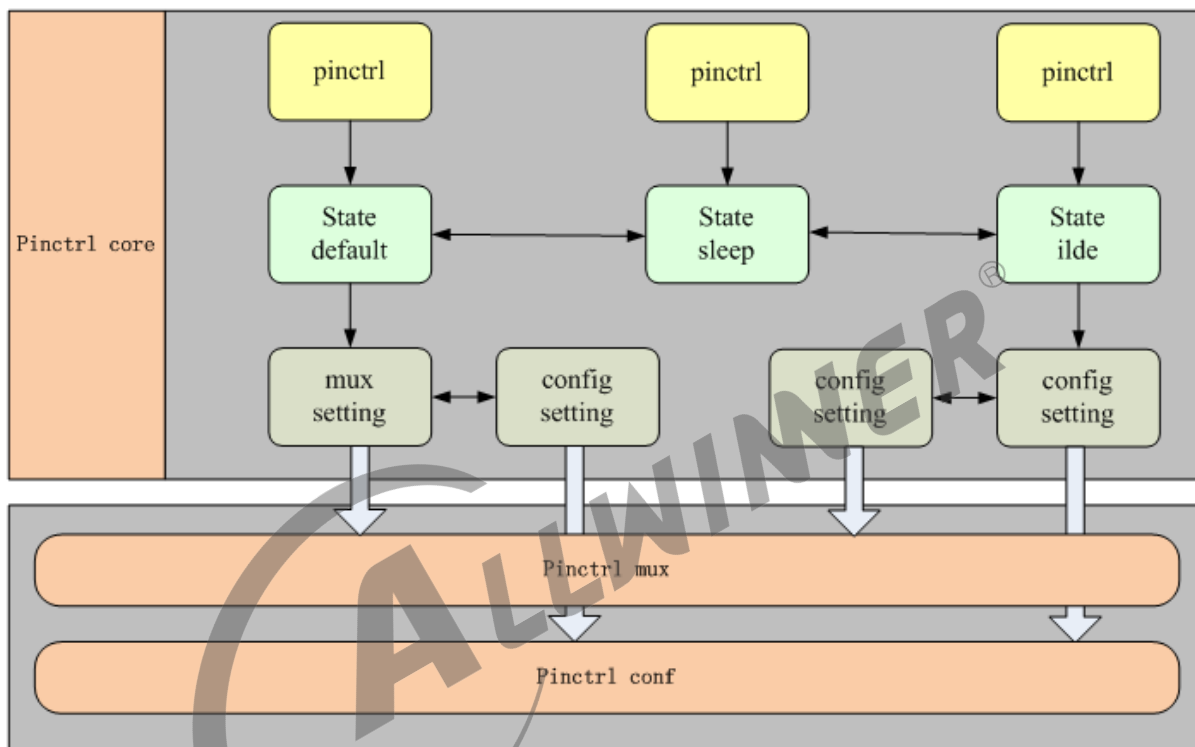 pinctrl
pinctrl
pinctrl
Pinctrl core
State
default
State
sleep
State
ilde
mux
setting
config
setting
config
setting
config
setting
Pinctrl mux
Pinctrl conf
ALLWINNER®